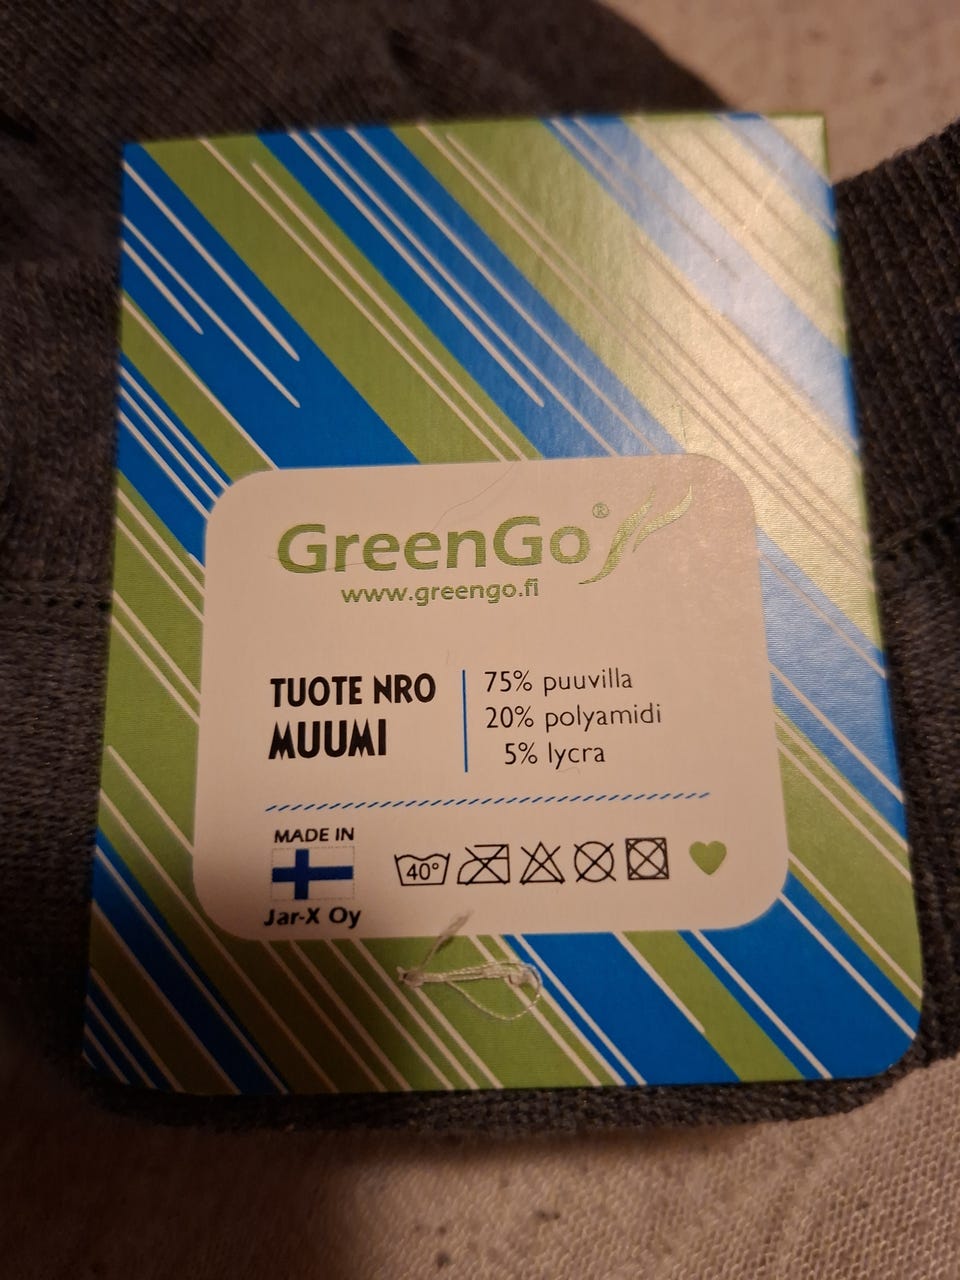 GreenGo®
www.greengo.fi
TUOTE NRO
MUUMI
75% puuvilla
20% polyamidi
5% lycra
MADE IN
Jar-X Oy
40°